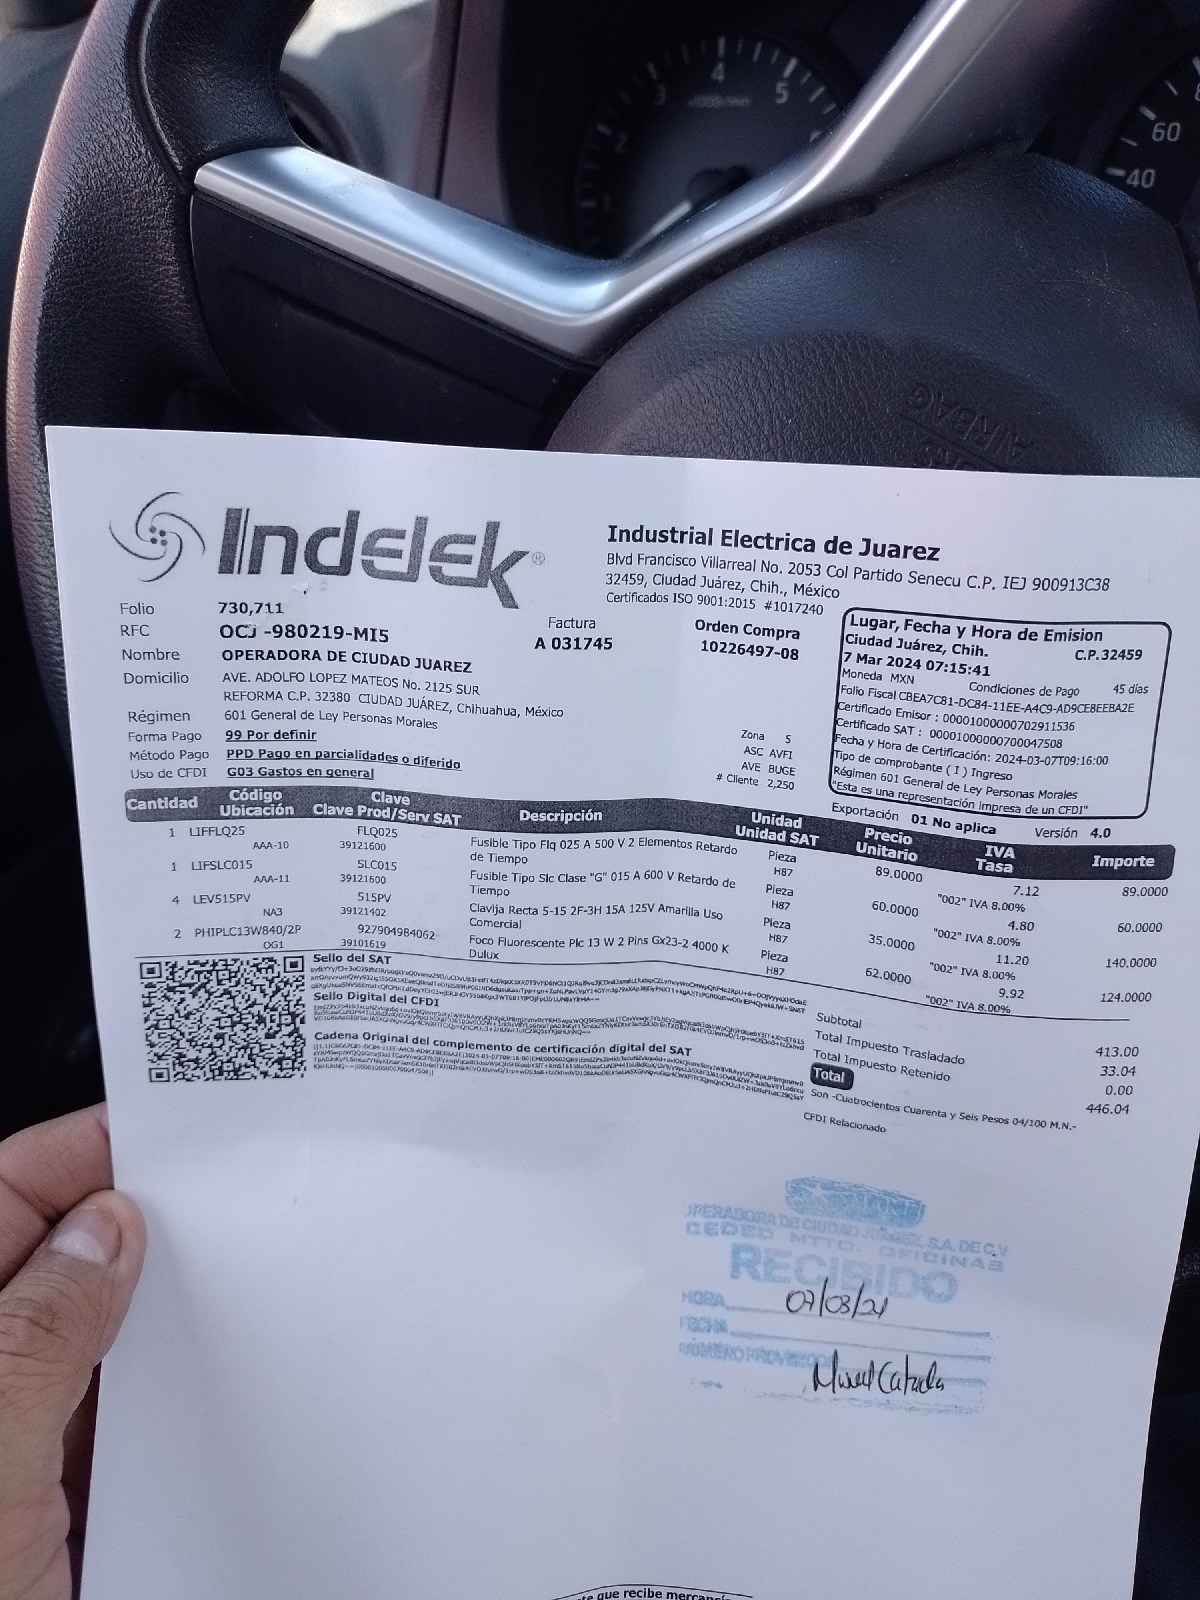 4
3
5
2
1
x1000r/min
60
40
SRS
AIRBAG
Indelek®
Industrial Electrica de Juarez
Blvd Francisco Villarreal No. 2053 Col Partido Senecu C.P. IEJ 900913C38
32459, Ciudad Juárez, Chih., México
Certificados ISO 9001:2015 #1017240
Folio 730,711
RFC OCJ -980219-MI5
Nombre OPERADORA DE CIUDAD JUAREZ
Domicilio AVE. ADOLFO LOPEZ MATEOS No. 2125 SUR
REFORMA C.P. 32380 CIUDAD JUÁREZ, Chihuahua, México
Régimen 601 General de Ley Personas Morales
Forma Pago 99 Por definir
Método Pago PPD Pago en parcialidades o diferido
Uso de CFDI G03 Gastos en general
Factura
A 031745
Orden Compra
10226497-08
Zona 5
ASC AVFI
AVE BUGE
# Cliente 2,250
Lugar, Fecha y Hora de Emision
Ciudad Juárez, Chih. C.P.32459
7 Mar 2024 07:15:41
Moneda MXN Condiciones de Pago 45 días
Folio Fiscal CBEA7C81-DC84-11EE-A4C9-AD9CE8EEBA2E
Certificado Emisor : 00001000000702911536
Certificado SAT : 00001000000700047508
Fecha y Hora de Certificación: 2024-03-07T09:16:00
Tipo de comprobante ( I ) Ingreso
Régimen 601 General de Ley Personas Morales
"Esta es una representación impresa de un CFDI"
Exportación 01 No aplica Versión 4.0
Cantidad Código Ubicación Clave Clave Prod/Serv SAT Descripción Unidad Unidad SAT Precio Unitario IVA Tasa Importe
1 LIFFLQ25 FLQ025 Fusible Tipo Flq 025 A 500 V 2 Elementos Retardo Pieza 89.0000 7.12 89.0000
AAA-10 39121600 de Tiempo H87 "002" IVA 8.00%
1 LIFSLC015 SLC015 Fusible Tipo Slc Clase "G" 015 A 600 V Retardo de Pieza 60.0000 4.80 60.0000
AAA-11 39121600 Tiempo H87 "002" IVA 8.00%
4 LEV515PV 515PV Clavija Recta 5-15 2F-3H 15A 125V Amarilla Uso Pieza 35.0000 11.20 140.0000
NA3 39121402 Comercial H87 "002" IVA 8.00%
2 PHIPLC13W840/2P 927904984062 Foco Fluorescente Plc 13 W 2 Pins Gx23-2 4000 K Pieza 62.0000 9.92 124.0000
OG1 39101619 Dulux H87 "002" IVA 8.00%
Sello del SAT
Sello Digital del CFDI
Cadena Original del complemento de certificación digital del SAT
Subtotal 413.00
Total Impuesto Trasladado 33.04
Total Impuesto Retenido 0.00
Total 446.04
Son -Cuatrocientos Cuarenta y Seis Pesos 04/100 M.N.-
CFDI Relacionado
S-MART
OPERADORA DE CIUDAD JUAREZ, S.A. DE C.V
CEDED MTTO. OFICINAS
RECIBIDO
HORA 07/03/24
FECHA
NUMERO PROVEEDOR
que recibe mercancía